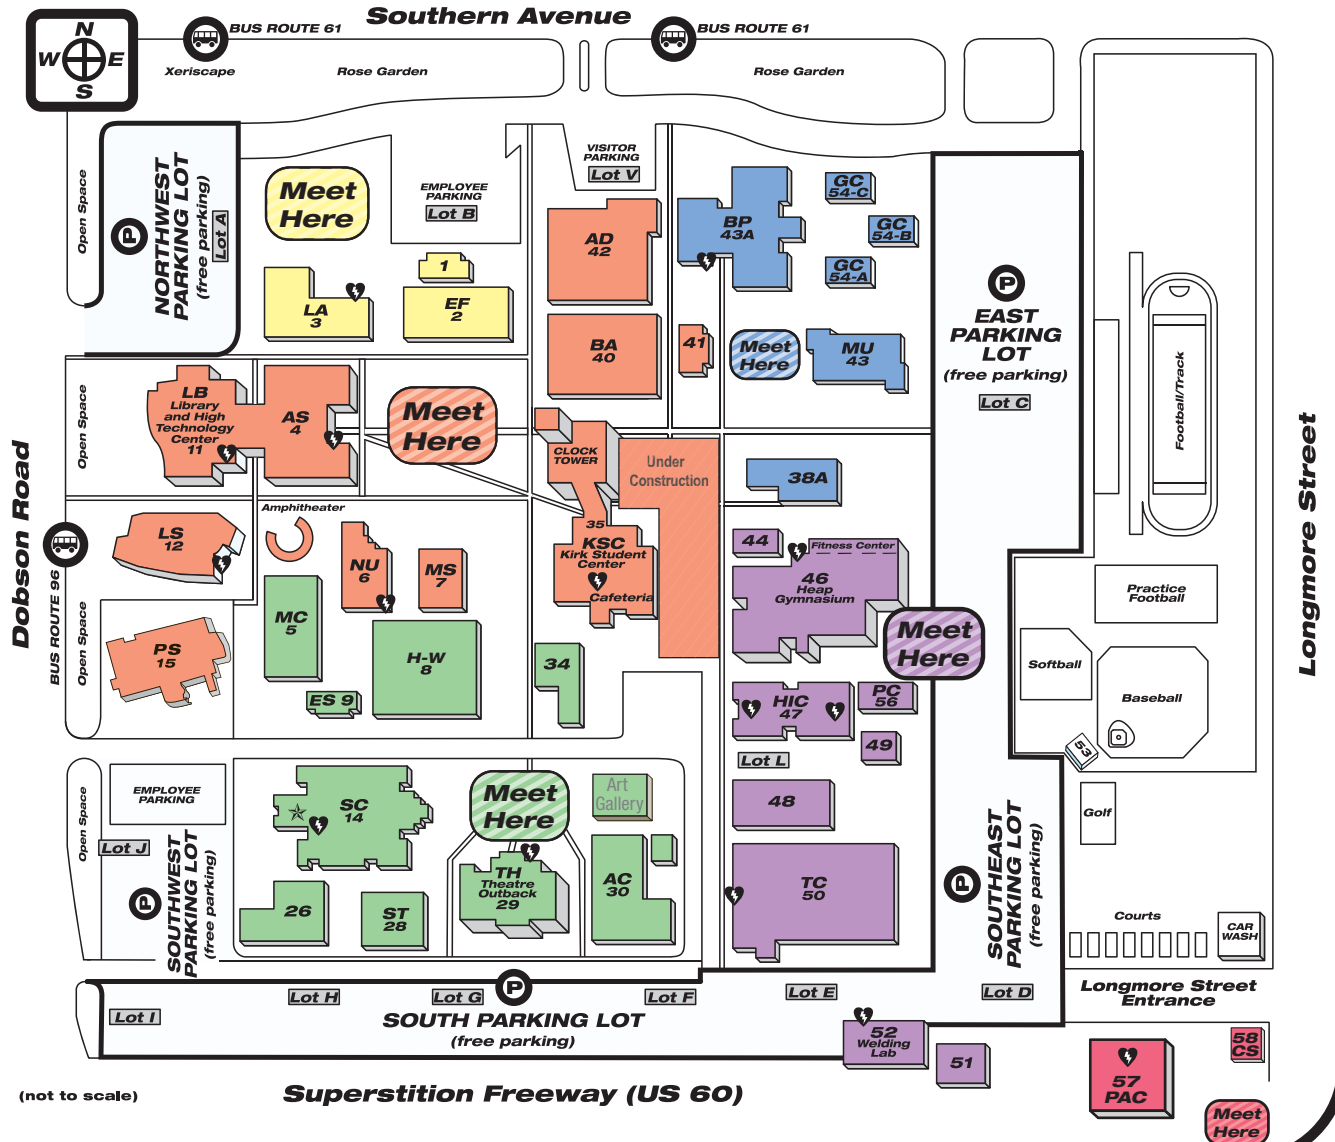 Southern Avenue
N
W E
S
BUS ROUTE 61
BUS ROUTE 61
Xeriscape
Rose Garden
Rose Garden
Open Space
NORTHWEST
PARKING LOT
(free parking)
Lot A
P
Meet
Here
EMPLOYEE
PARKING
Lot B
VISITOR
PARKING
Lot V
1
EF
2
LA
3
AD
42
BA
40
41
BP
43A
GC
54-C
GC
54-B
GC
54-A
Meet
Here
MU
43
P
EAST
PARKING
LOT
(free parking)
Lot C
Football/Track
Longmore Street
Dobson Road
Open Space
LB
Library
and High
Technology
Center
11
AS
4
Meet
Here
CLOCK
TOWER
Under
Construction
38A
BUS ROUTE 96
LS
12
Amphitheater
NU
6
MS
7
35
KSC
Kirk Student
Center
Cafeteria
44
Fitness Center
46
Heap
Gymnasium
Meet
Here
Practice
Football
Softball
Baseball
53
Golf
Open Space
PS
15
MC
5
ES 9
H-W
8
34
HIC
47
PC
56
49
Lot L
48
TC
50
Open Space
EMPLOYEE
PARKING
Lot J
P
SOUTHWEST
PARKING LOT
(free parking)
SC
14
Meet
Here
Art
Gallery
26
ST
28
TH
Theatre
Outback
29
AC
30
P
SOUTHEAST
PARKING LOT
(free parking)
Courts
CAR
WASH
Lot I
Lot H
Lot G
P
Lot F
Lot E
Lot D
SOUTH PARKING LOT
(free parking)
Longmore Street
Entrance
52
Welding
Lab
51
57
PAC
58
CS
Meet
Here
(not to scale)
Superstition Freeway (US 60)